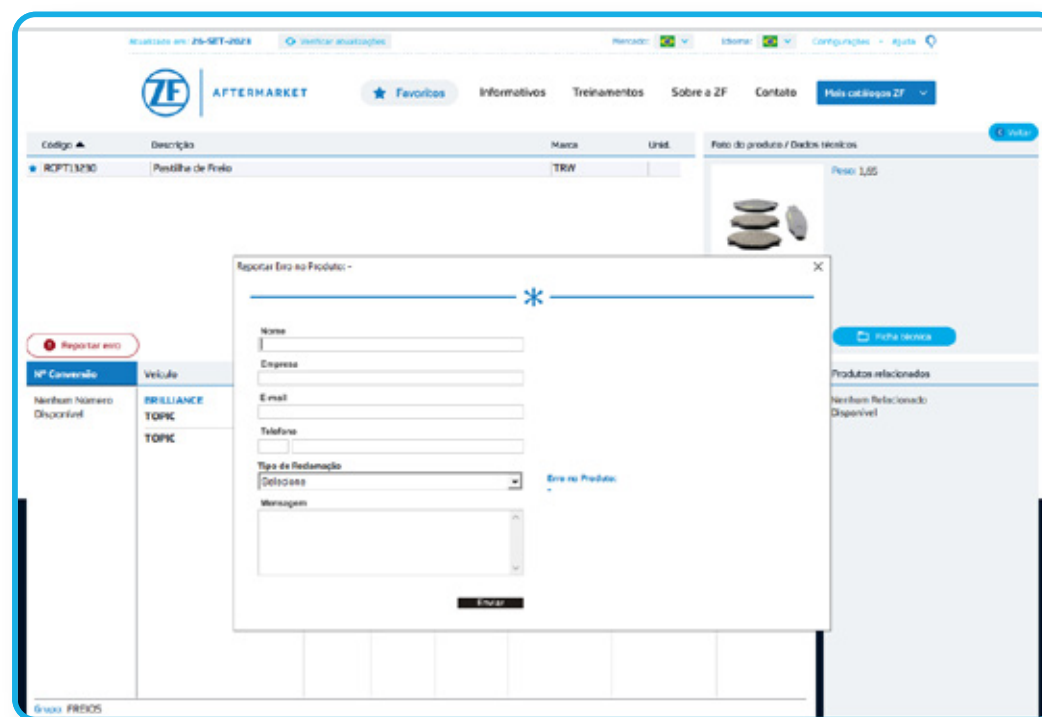 Atualizado em: 26-SET-2023 Verificar atualizações Mercado: Idioma: Configurações - Ajuda
ZF AFTERMARKET Favoritos Informativos Treinamentos Sobre a ZF Contato Mais catálogos ZF
Voltar
Código Descrição Marca Unid. Foto do produto / Dados técnicos
RCPT13230 Pastilha de Freio TRW Peso: 1,65
Reportar Erro no Produto: -
Nome
Reportar erro Ficha técnica
Empresa
Nº Conversão Veículo Produtos relacionados
Nenhum Número Disponível
BRILLIANCE
TOPIC
TOPIC
Nenhum Relacionado
Disponível
E-mail
Telefone
Tipo de Reclamação
Selecione
Erro no Produto:
-
Mensagem
Enviar
Grupo: FREIOS